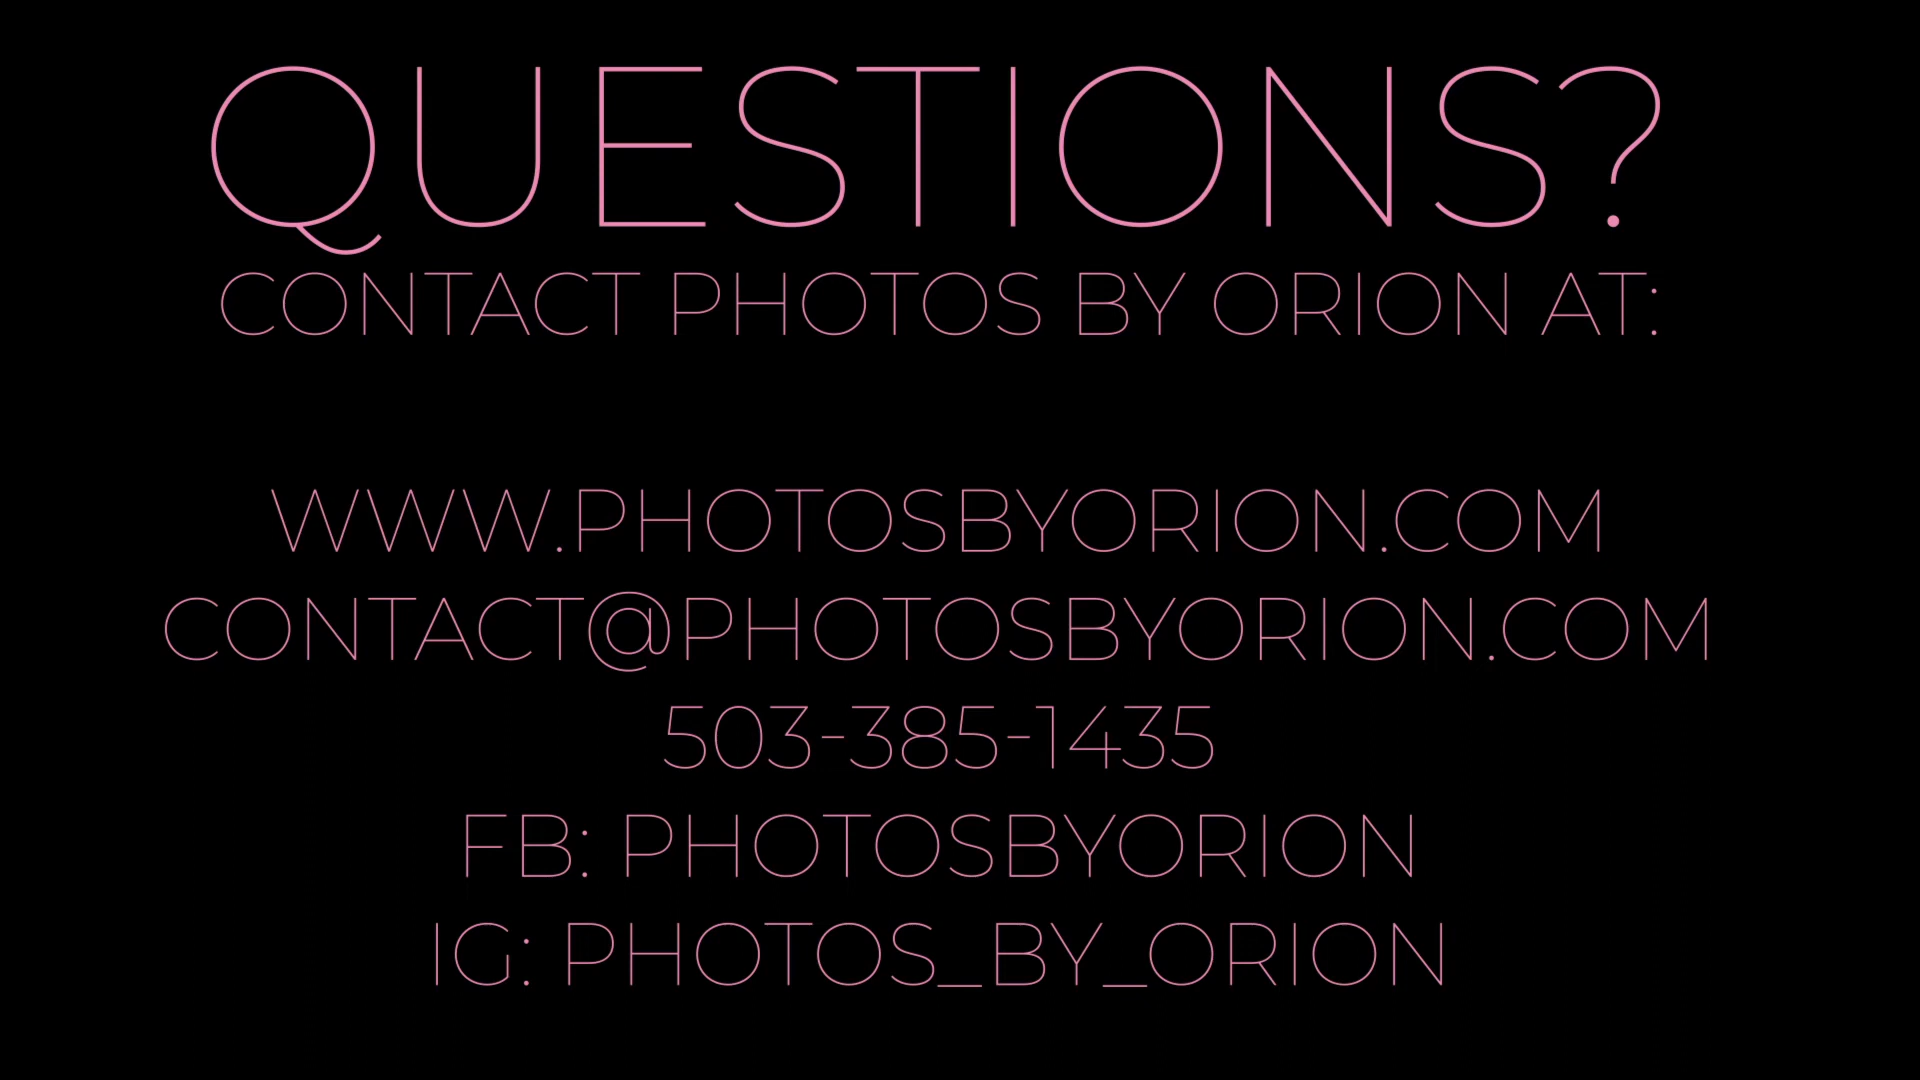 QUESTIONS?
CONTACT PHOTOS BY ORION AT:
WWW.PHOTOSBYORION.COM
CONTACT@PHOTOSBYORION.COM
503-385-1435
FB: PHOTOSBYORION
IG: PHOTOS_BY_ORION